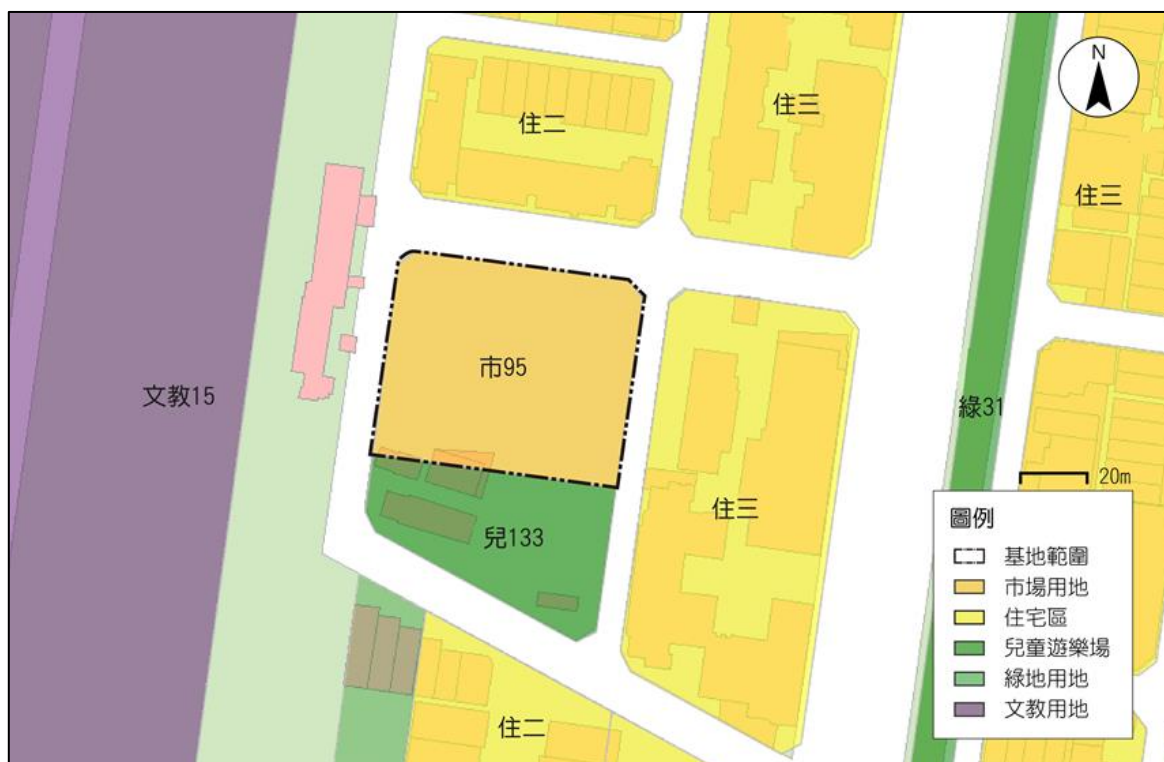 N
住二
住三
住三
市95
文教15
綠31
20m
住三
兒133
住二
圖例
基地範圍
市場用地
住宅區
兒童遊樂場
綠地用地
文教用地